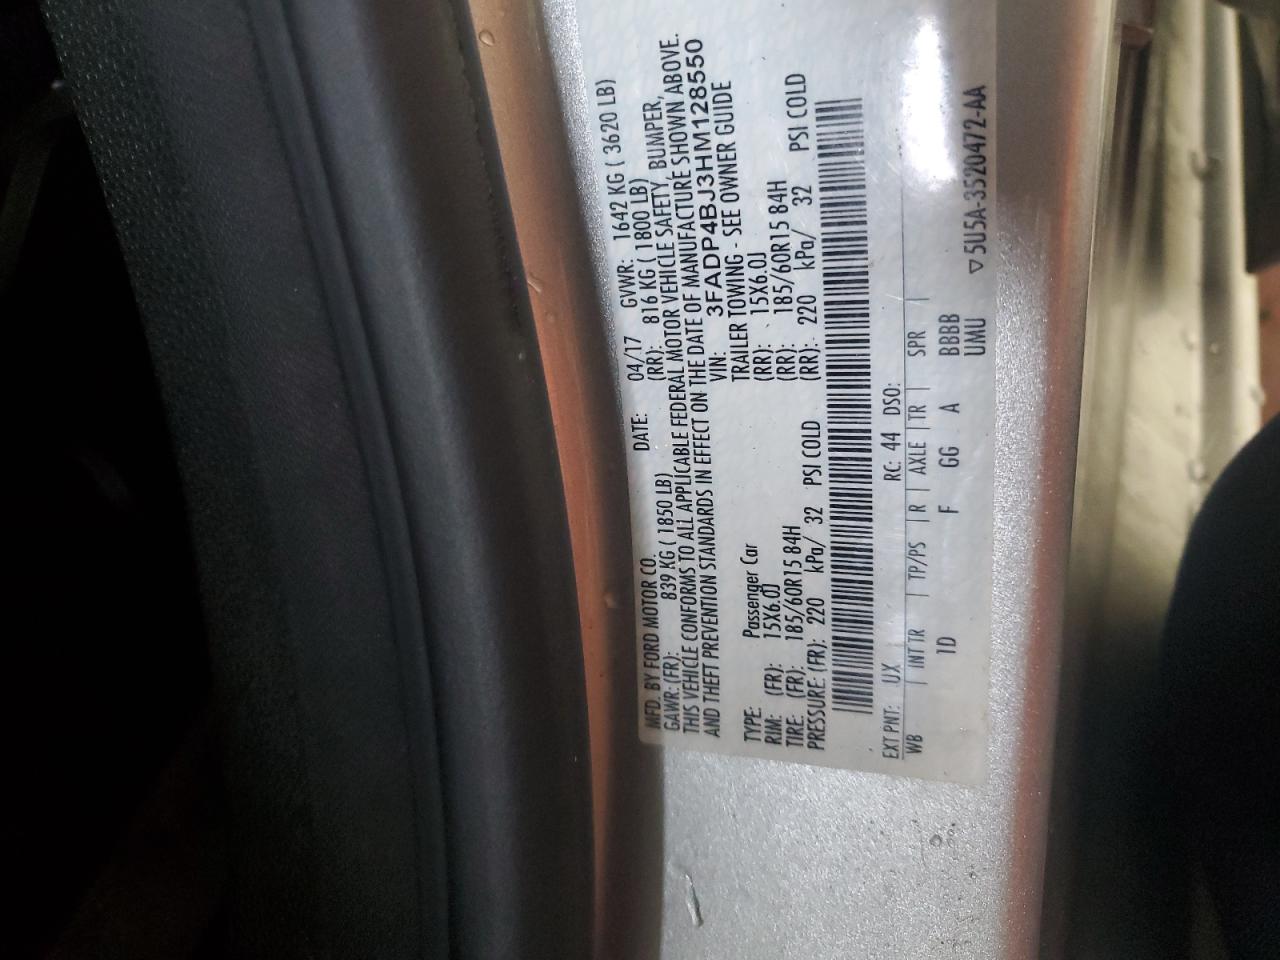 MFD. BY FORD MOTOR CO. DATE: 04/17 GVWR: 1642 KG ( 3620 LB)
GAWR: (FR): 839 KG ( 1850 LB) (RR): 816 KG ( 1800 LB)
THIS VEHICLE CONFORMS TO ALL APPLICABLE FEDERAL MOTOR VEHICLE SAFETY, BUMPER,
AND THEFT PREVENTION STANDARDS IN EFFECT ON THE DATE OF MANUFACTURE SHOWN ABOVE.
VIN: 3FADP4BJ3HM128550
TYPE: Passenger Car TRAILER TOWING - SEE OWNER GUIDE
RIM: (FR): 15X6.0J (RR): 15X6.0J
TIRE: (FR): 185/60R15 84H (RR): 185/60R15 84H
PRESSURE: (FR): 220 kPa/ 32 PSI COLD (RR): 220 kPa/ 32 PSI COLD
EXT PNT: UX RC: 44 DSO:
WB | INT TR | TP/PS | R | AXLE | TR | SPR |
1D F GG A BBBB
UMU
▽5U5A-3520472-AA